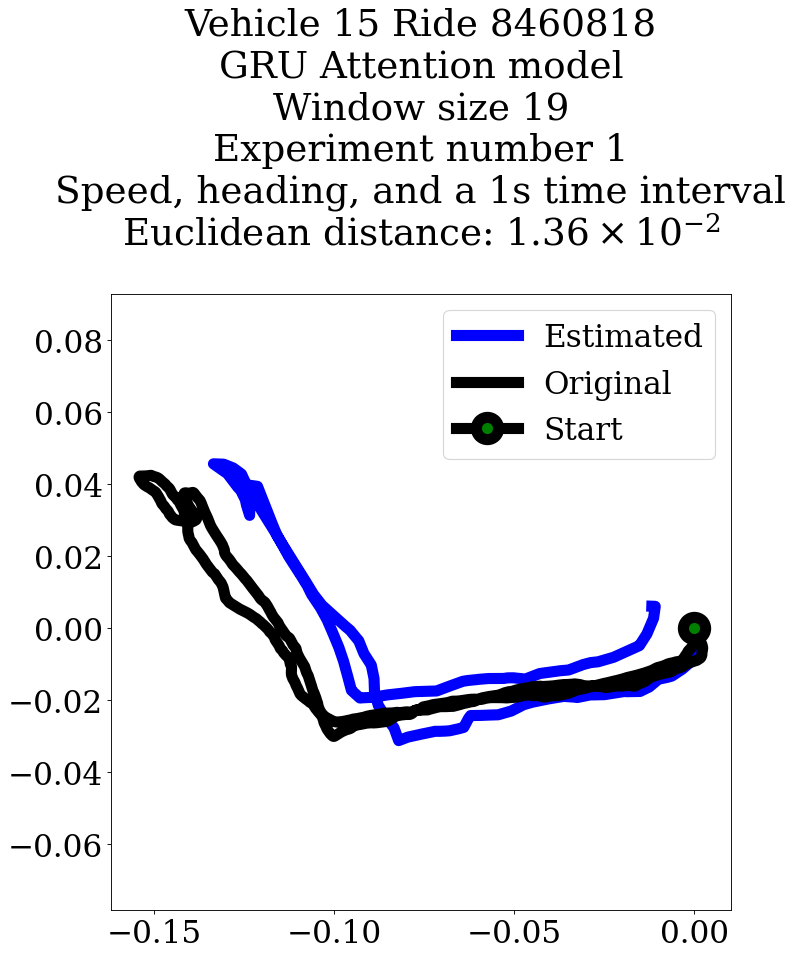 Vehicle 15 Ride 8460818
GRU Attention model
Window size 19
Experiment number 1
Speed, heading, and a 1s time interval
Euclidean distance: 1.36 × 10⁻²
Estimated
Original
Start
0.08
0.06
0.04
0.02
0.00
−0.02
−0.04
−0.06
−0.15 −0.10 −0.05 0.00